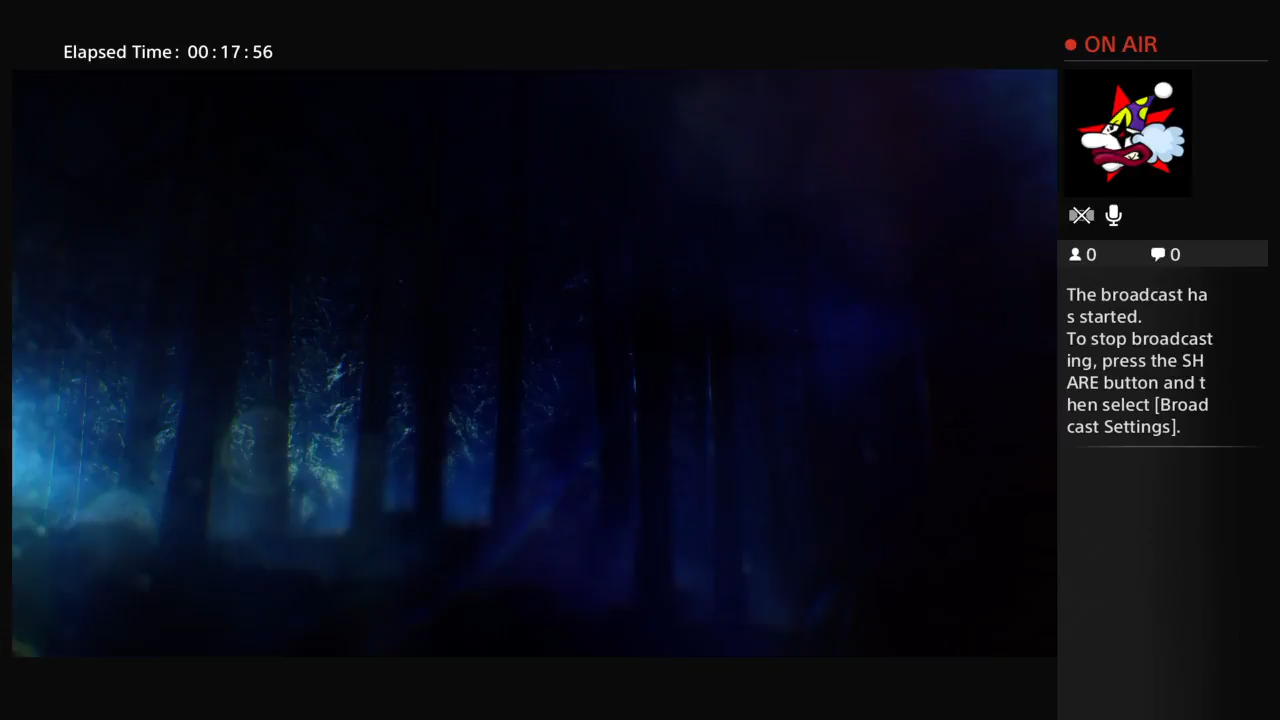 Elapsed Time: 00:17:56
ON AIR
0
0
The broadcast ha
s started.
To stop broadcast
ing, press the SH
ARE button and t
hen select [Broad
cast Settings].